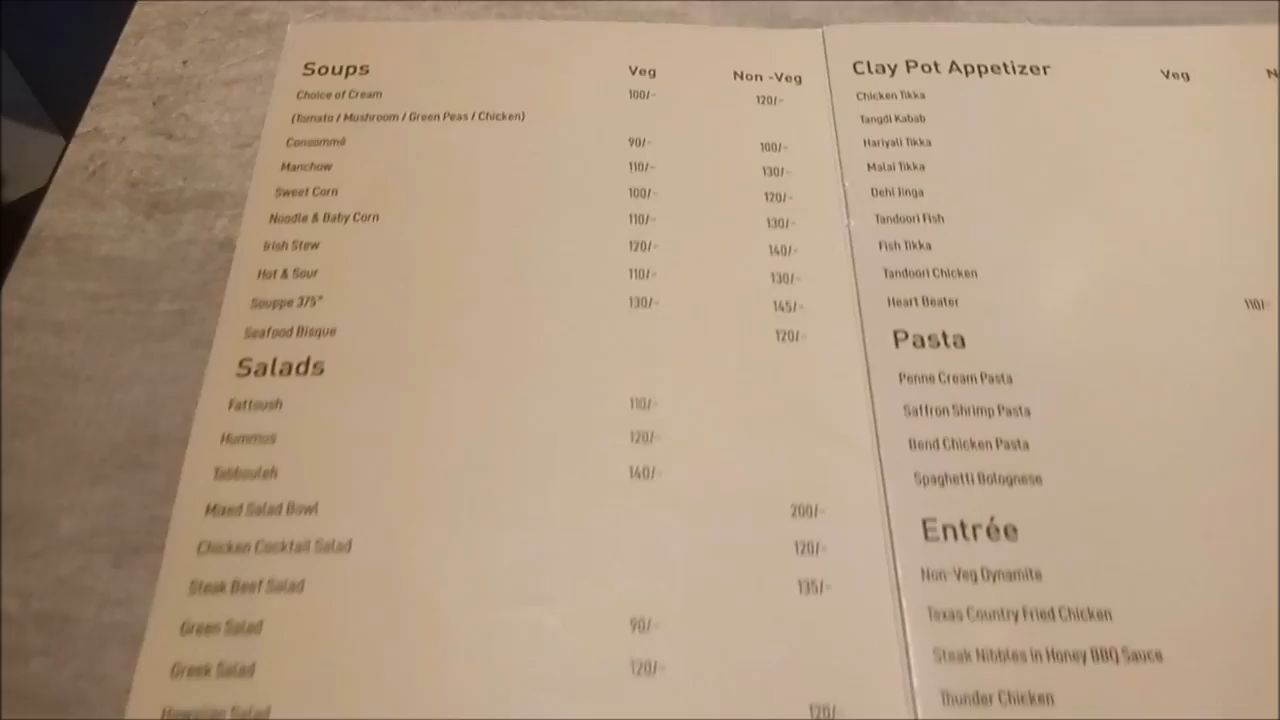 Soups Veg Non -Veg
Choice of Cream 100/- 120/-
(Tomato / Mushroom / Green Peas / Chicken)
Consommé 90/- 100/-
Manchow 110/- 130/-
Sweet Corn 100/- 120/-
Noodle & Baby Corn 110/- 130/-
Irish Stew 120/- 140/-
Hot & Sour 110/- 130/-
Souppe 375° 130/- 145/-
Seafood Bisque 120/-
Salads
Fattoush 110/-
Hummus 120/-
Tabbouleh 140/-
Mixed Salad Bowl 200/-
Chicken Cocktail Salad 120/-
Steak Beef Salad 135/-
Green Salad 90/-
Greek Salad 120/-
Hawaiian Salad 120/-
Clay Pot Appetizer Veg
Chicken Tikka
Tangdi Kabab
Hariyali Tikka
Malai Tikka
Dehi Jinga
Tandoori Fish
Fish Tikka
Tandoori Chicken
Heart Beater 110/-
Pasta
Penne Cream Pasta
Saffron Shrimp Pasta
Bend Chicken Pasta
Spaghetti Bolognese
Entrée
Non-Veg Dynamite
Texas Country Fried Chicken
Steak Nibbles in Honey BBQ Sauce
Thunder Chicken